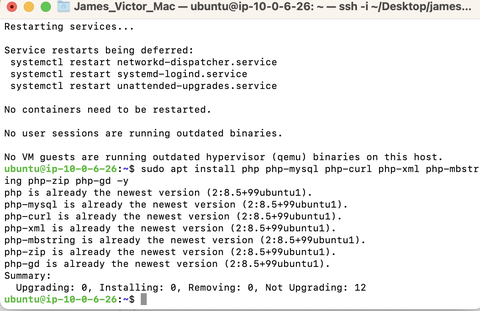 James_Victor_Mac — ubuntu@ip-10-0-6-26: ~ — ssh -i ~/Desktop/james...
Restarting services...
Service restarts being deferred:
systemctl restart networkd-dispatcher.service
systemctl restart systemd-logind.service
systemctl restart unattended-upgrades.service
No containers need to be restarted.
No user sessions are running outdated binaries.
No VM guests are running outdated hypervisor (qemu) binaries on this host.
ubuntu@ip-10-0-6-26:~$ sudo apt install php php-mysql php-curl php-xml php-mbstr
ing php-zip php-gd -y
php is already the newest version (2:8.5+99ubuntu1).
php-mysql is already the newest version (2:8.5+99ubuntu1).
php-curl is already the newest version (2:8.5+99ubuntu1).
php-xml is already the newest version (2:8.5+99ubuntu1).
php-mbstring is already the newest version (2:8.5+99ubuntu1).
php-zip is already the newest version (2:8.5+99ubuntu1).
php-gd is already the newest version (2:8.5+99ubuntu1).
Summary:
Upgrading: 0, Installing: 0, Removing: 0, Not Upgrading: 12
ubuntu@ip-10-0-6-26:~$